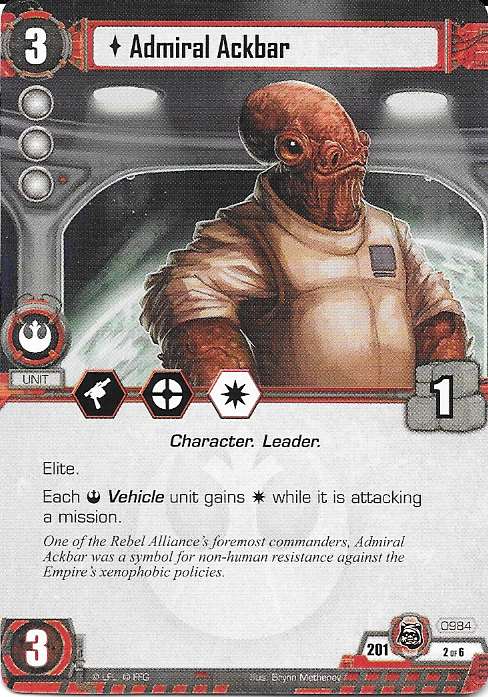 3
Admiral Ackbar
UNIT
1
Character. Leader.
Elite.
Each Vehicle unit gains while it is attacking
a mission.
One of the Rebel Alliance's foremost commanders, Admiral
Ackbar was a symbol for non-human resistance against the
Empire's xenophobic policies.
0984
3
201
2 OF 6
© LFL © FFG Illus. Brynn Metheney